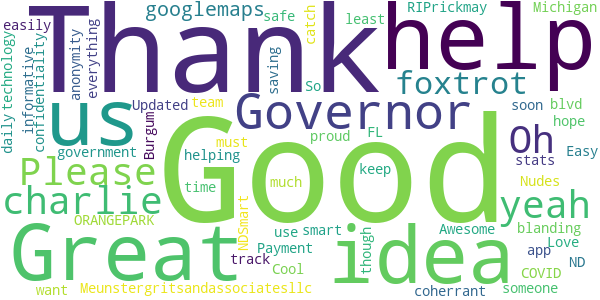 googlemaps
RIPrickmay
Michigan
easily
safe
least
catch
Thank
help
everything
anonymity
saving
foxtrot
daily technology
informative
confidentiality
us
Updated
team
So
Governor
soon
blvd
hope
must
proud
FL
Oh
government
Burgum
helping
Good
stats
Easy
Please
time
much
keep
Nudes
charlie
yeah
ORANGEPARK
NDSmart
use
smart
though
Awesome
blanding
Great
Payment
idea
app
Love
track
Cool
COVID
ND
want
Meunstergritsandassociatesllc
coherrant
someone